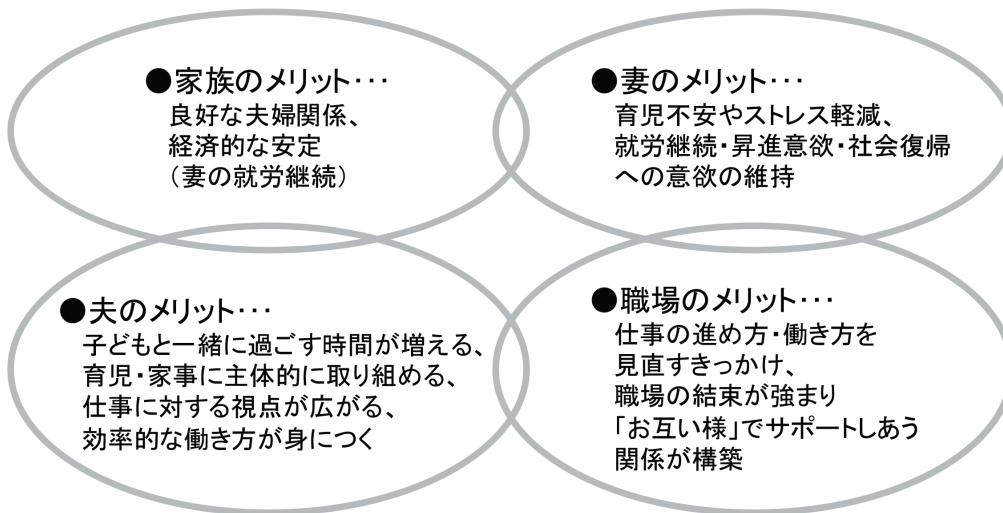 ●家族のメリット･･･
良好な夫婦関係、
経済的な安定
（妻の就労継続）
●妻のメリット･･･
育児不安やストレス軽減、
就労継続・昇進意欲・社会復帰
への意欲の維持
●夫のメリット･･･
子どもと一緒に過ごす時間が増える、
育児・家事に主体的に取り組める、
仕事に対する視点が広がる、
効率的な働き方が身につく
●職場のメリット･･･
仕事の進め方・働き方を
見直すきっかけ、
職場の結束が強まり
「お互い様」でサポートしあう
関係が構築